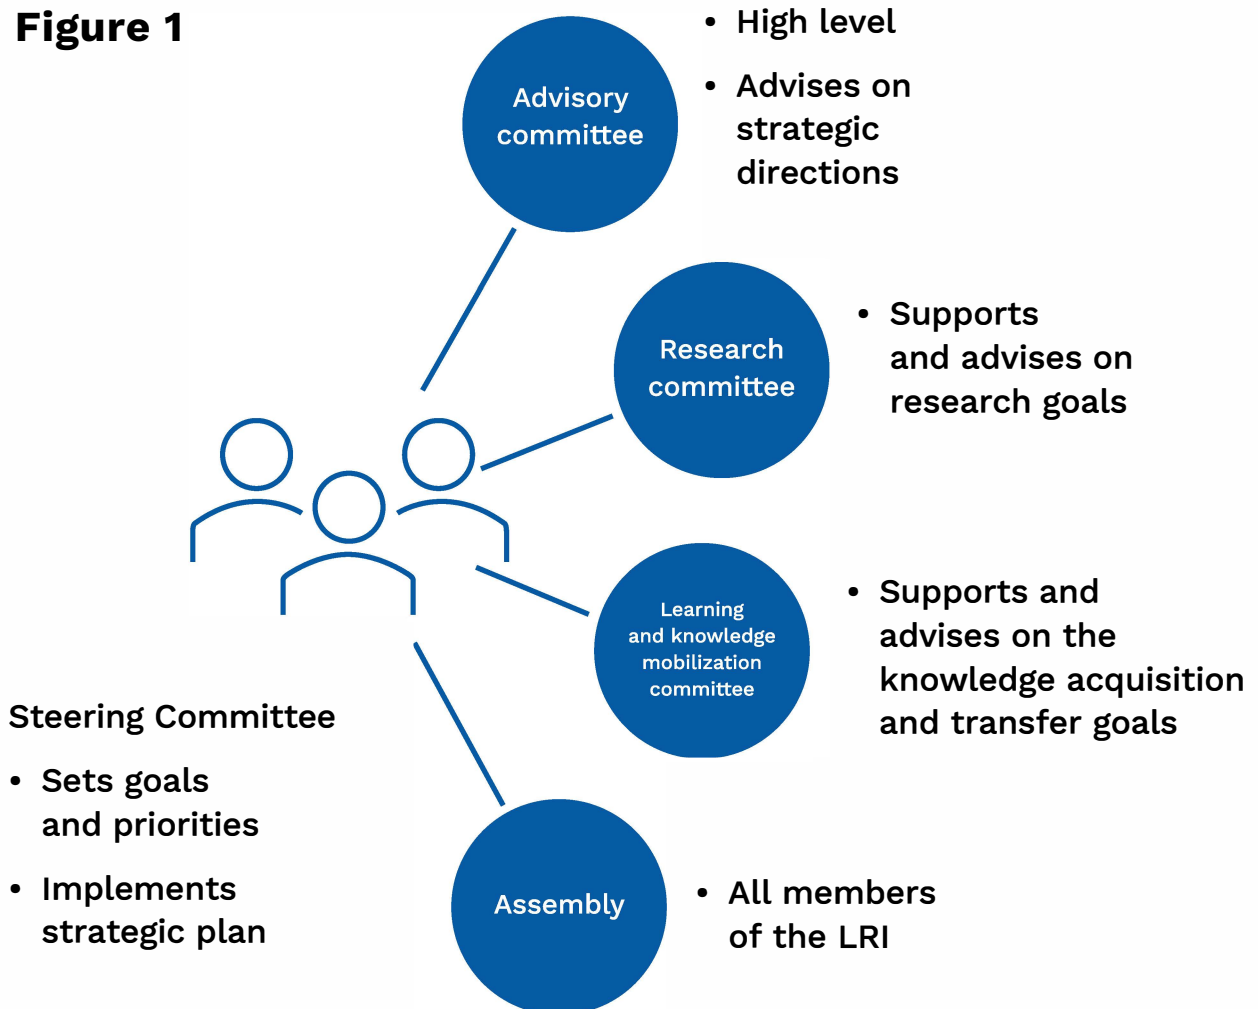 Figure 1
Advisory
committee
• High level
• Advises on
strategic
directions
Research
committee
• Supports
and advises on
research goals
Learning
and knowledge
mobilization
committee
• Supports and
advises on the
knowledge acquisition
and transfer goals
Steering Committee
• Sets goals
and priorities
• Implements
strategic plan
Assembly
• All members
of the LRI